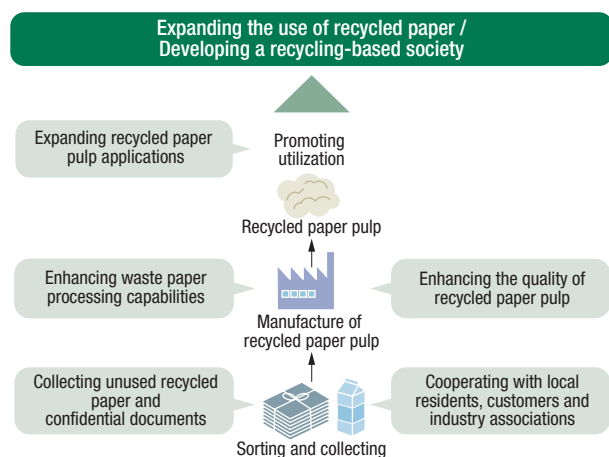 Expanding the use of recycled paper /
Developing a recycling-based society
Expanding recycled paper
pulp applications
Promoting
utilization
Recycled paper pulp
Enhancing waste paper
processing capabilities
Enhancing the quality of
recycled paper pulp
Manufacture of
recycled paper pulp
Collecting unused recycled
paper and
confidential documents
Cooperating with local
residents, customers and
industry associations
Sorting and collecting